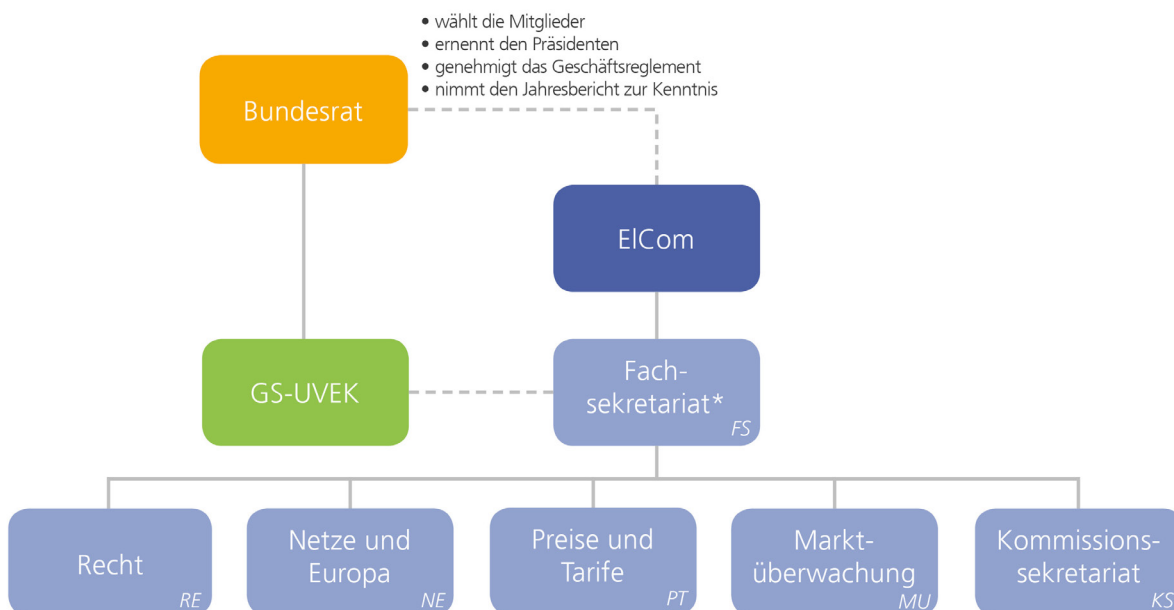 • wählt die Mitglieder
• ernennt den Präsidenten
• genehmigt das Geschäftsreglement
• nimmt den Jahresbericht zur Kenntnis
Bundesrat
ElCom
GS-UVEK
Fach-
sekretariat*
FS
Recht
RE
Netze und
Europa
NE
Preise und
Tarife
PT
Markt-
überwachung
MU
Kommissions-
sekretariat
KS